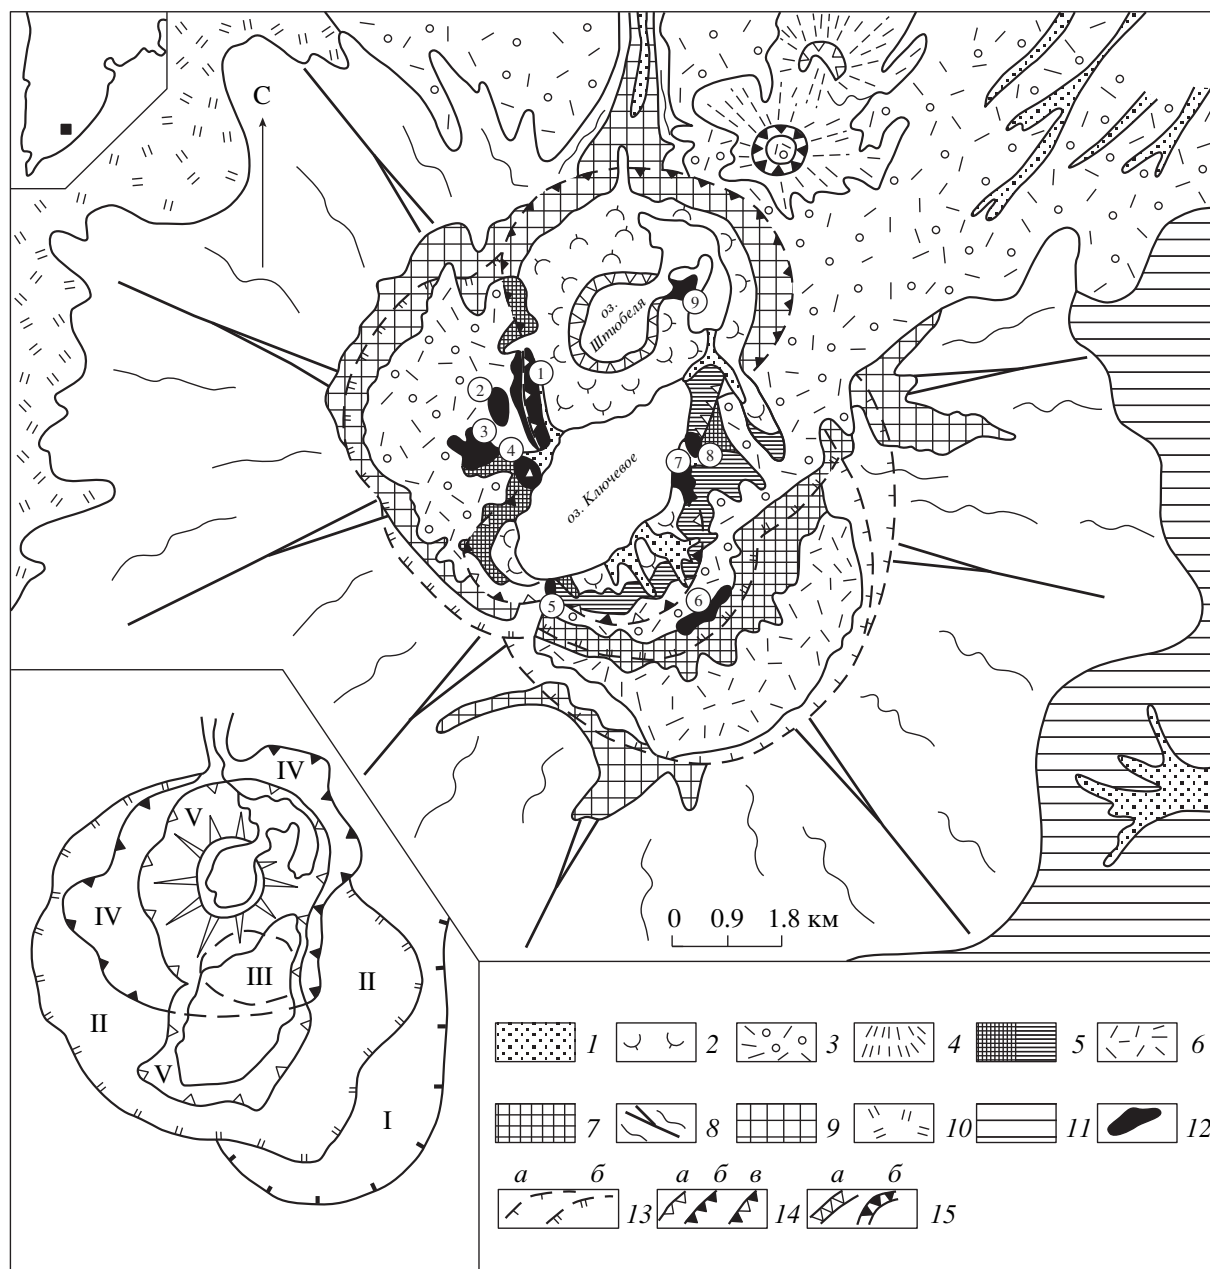 С
оз.
Штюбеля
9
1
2
3
4
7
8
оз. Ключевое
5
6
0 0.9 1.8 км
IV
V
IV
III
II
II
V
I
1 2 3 4 5 6
7 8 9 10 11 12
а б а б в а б
13 14 15